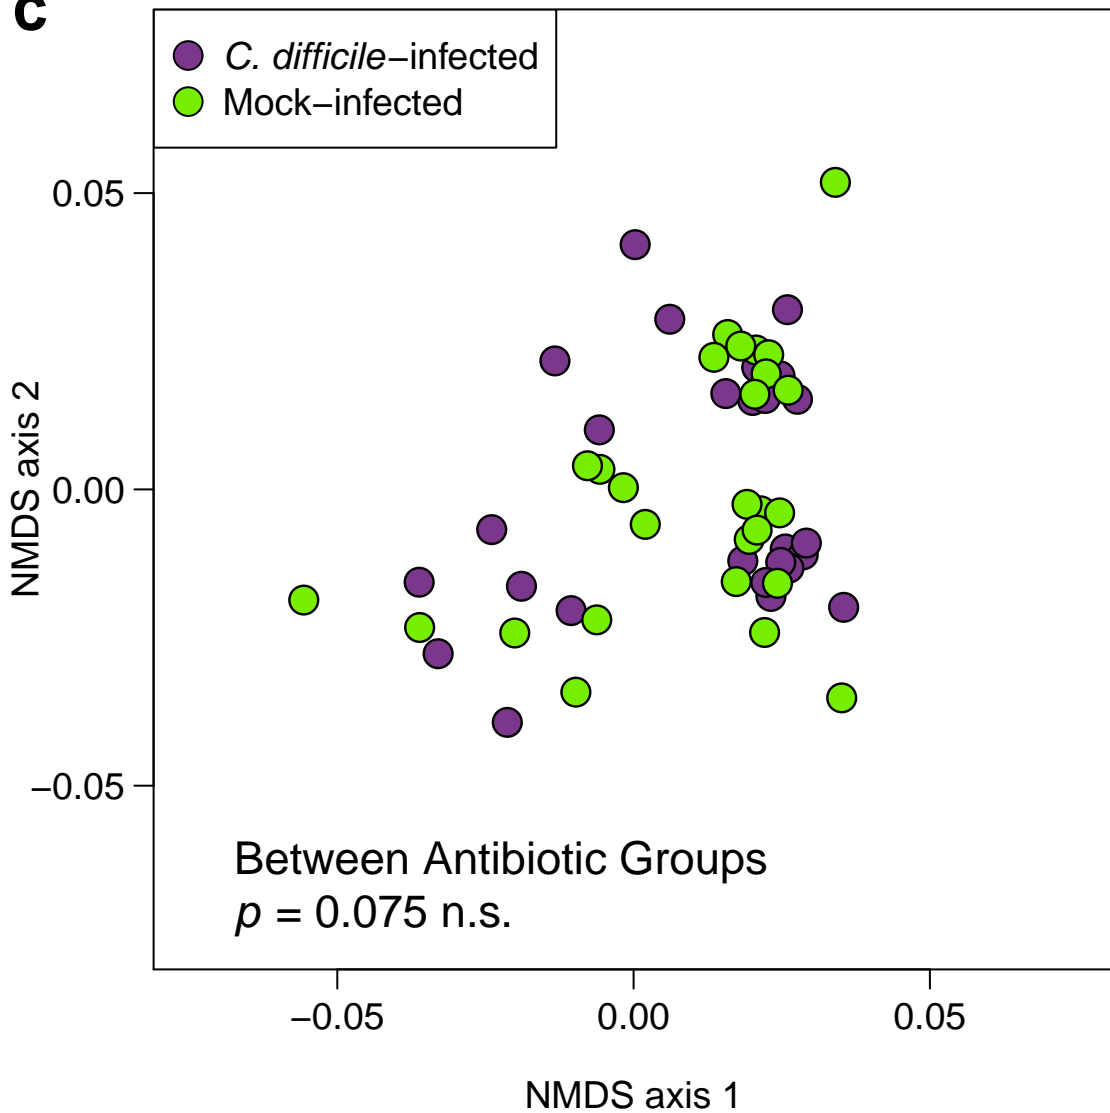 c
C. difficile−infected
Mock−infected
0.05
0.00
−0.05
NMDS axis 2
Between Antibiotic Groups
p = 0.075 n.s.
−0.05
0.00
0.05
NMDS axis 1